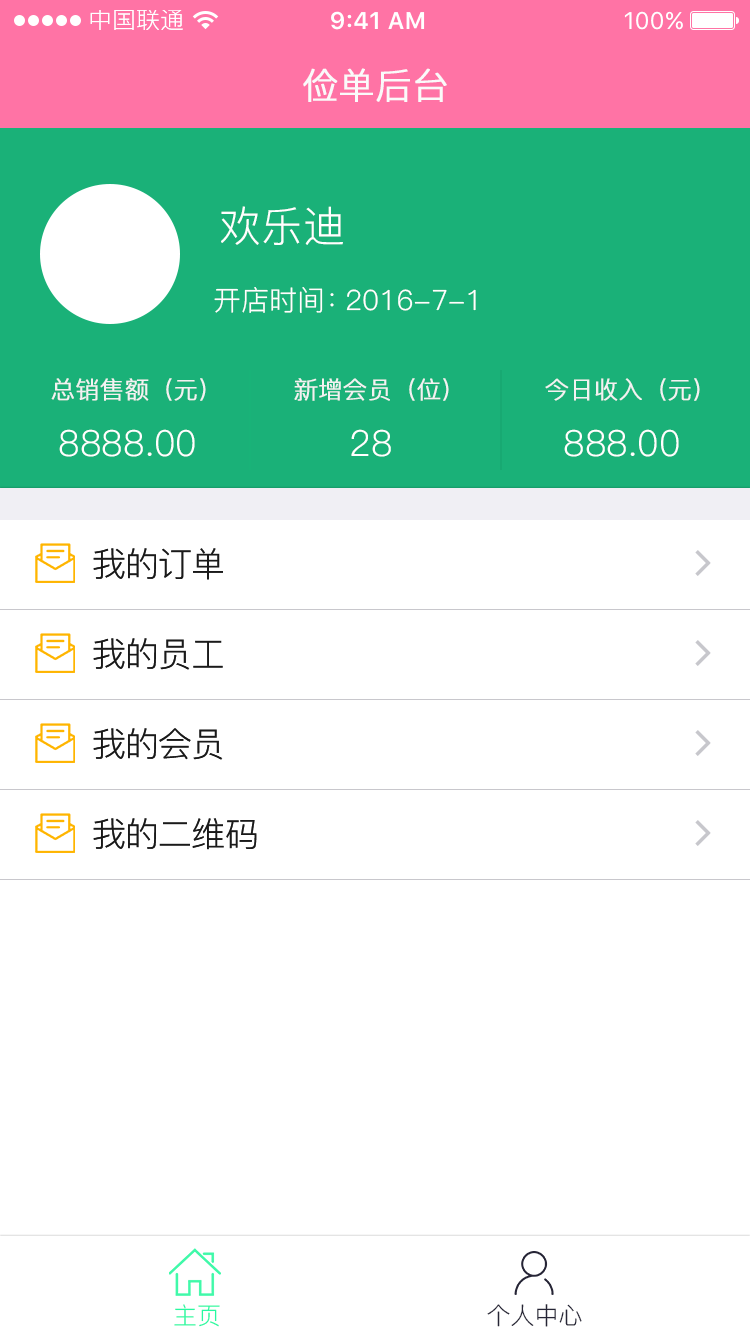 中国联通 9:41 AM 100%
俭单后台
欢乐迪
开店时间：2016-7-1
总销售额（元） 新增会员（位） 今日收入（元）
8888.00 28 888.00
我的订单
我的员工
我的会员
我的二维码
主页 个人中心